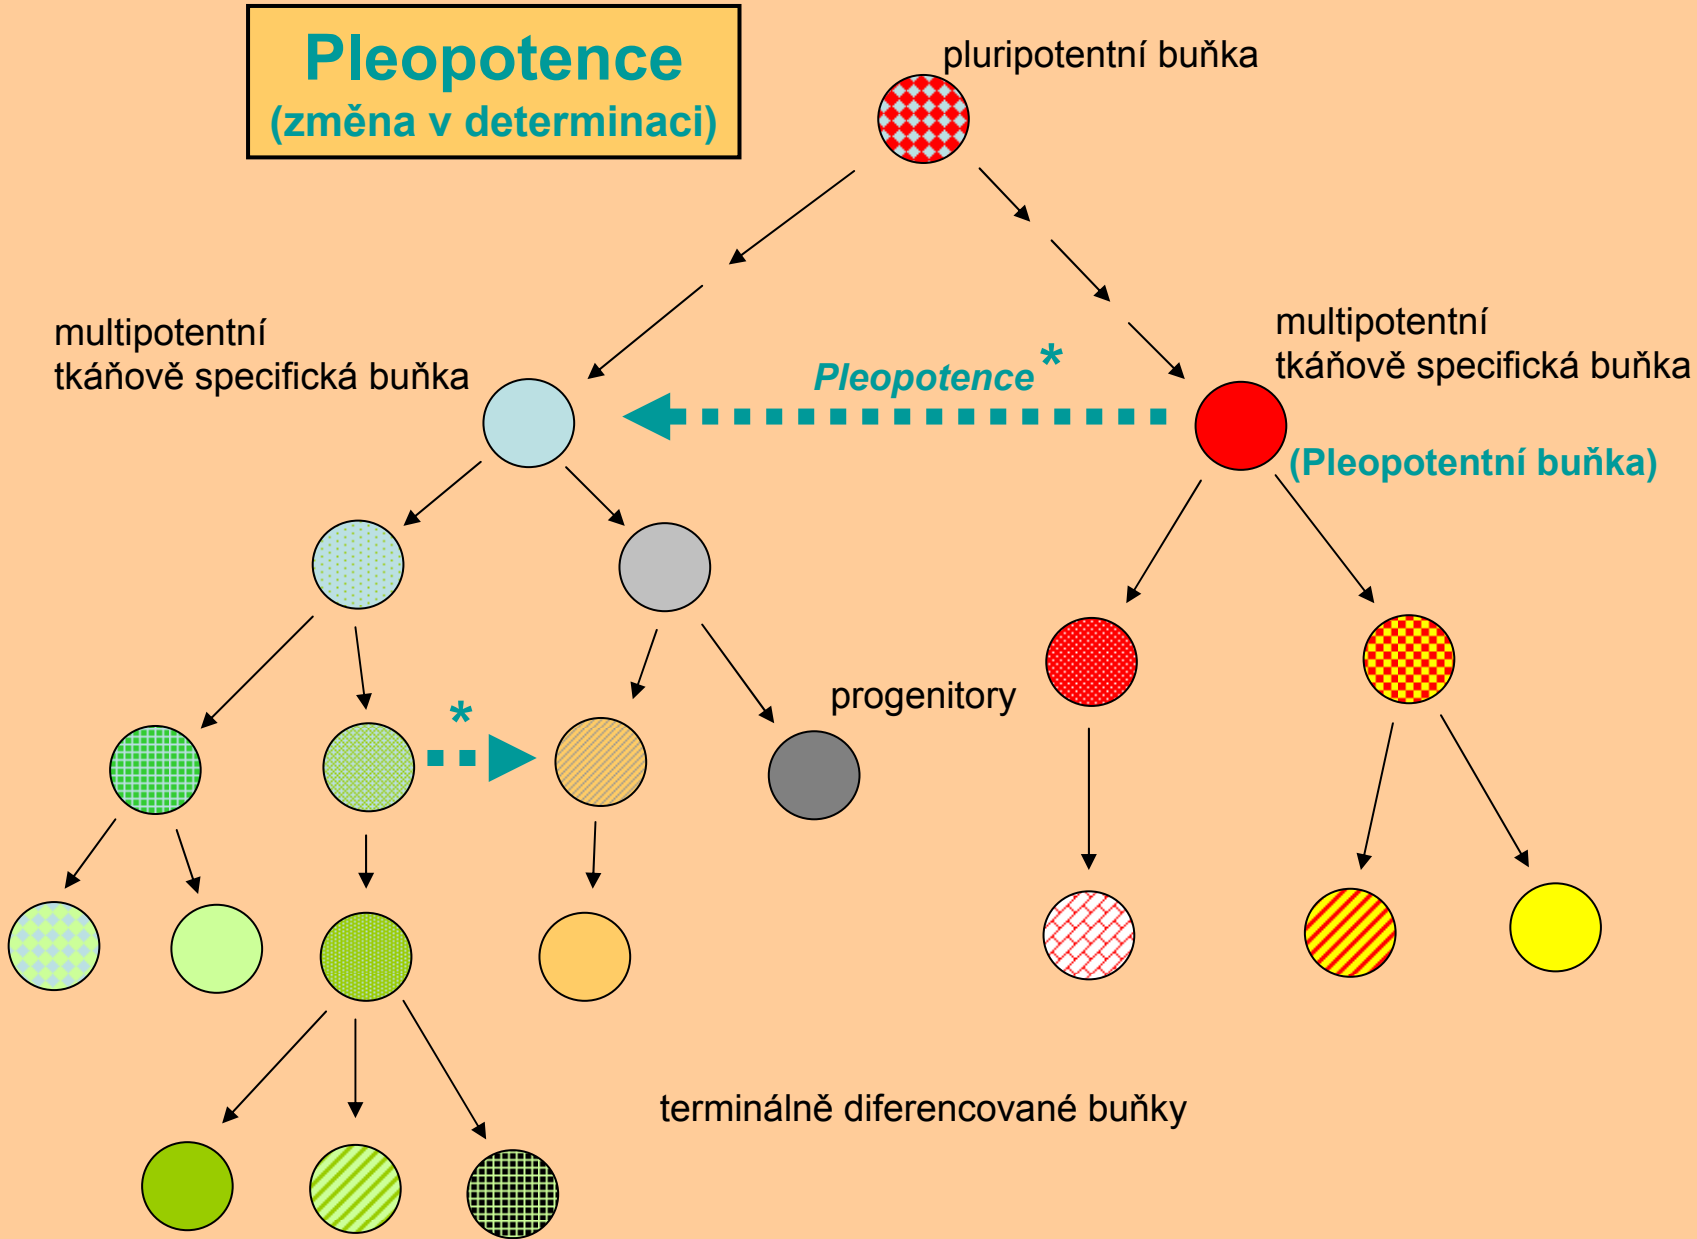 Pleopotence
(změna v determinaci)
pluripotentní buňka
multipotentní
tkáňově specifická buňka
Pleopotence *
multipotentní
tkáňově specifická buňka
(Pleopotentní buňka)
progenitory
*
terminálně diferencované buňky